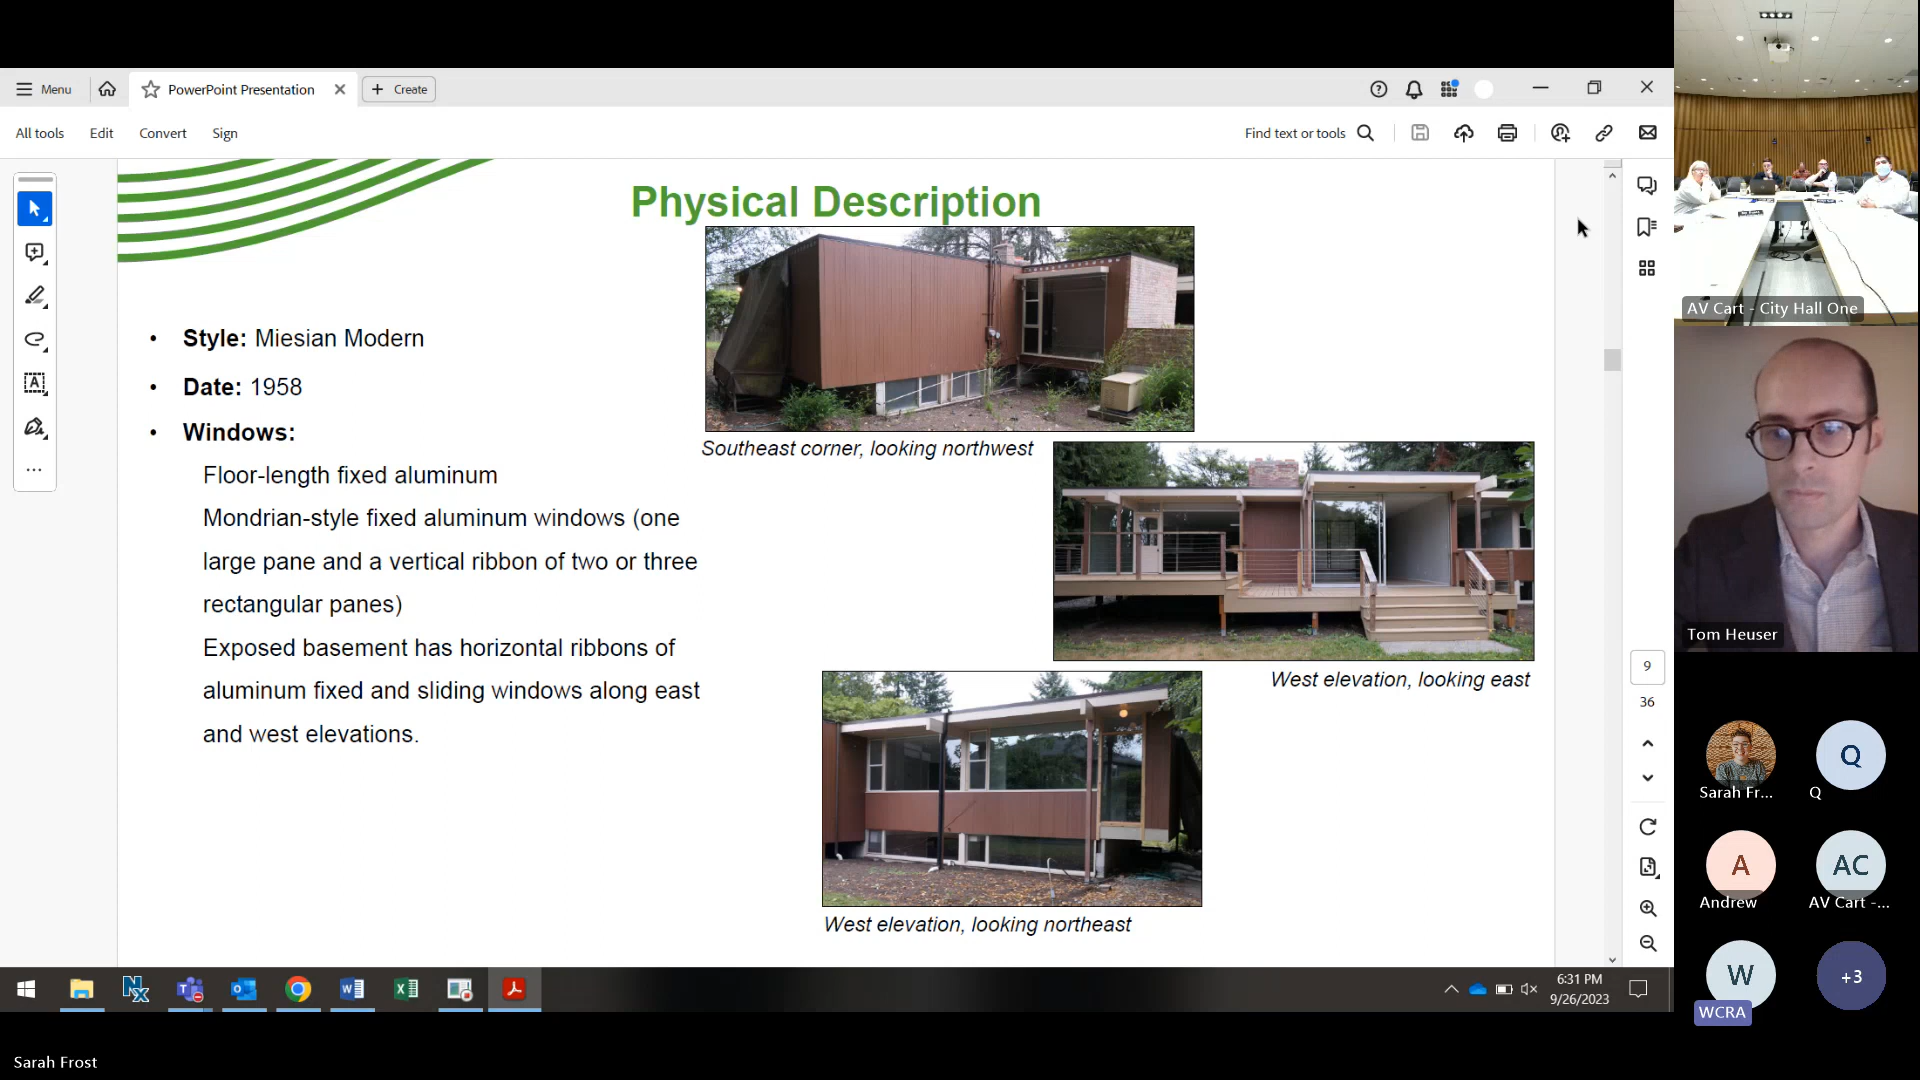 Menu
PowerPoint Presentation
Create
All tools
Edit
Convert
Sign
Find text or tools
Physical Description
• Style: Miesian Modern
• Date: 1958
• Windows:
Floor-length fixed aluminum
Mondrian-style fixed aluminum windows (one
large pane and a vertical ribbon of two or three
rectangular panes)
Exposed basement has horizontal ribbons of
aluminum fixed and sliding windows along east
and west elevations.
Southeast corner, looking northwest
West elevation, looking east
West elevation, looking northeast
9
36
6:31 PM
9/26/2023
AV Cart - City Hall One
Tom Heuser
Sarah Fr...
Q
Q
A
Andrew
AC
AV Cart -...
W
WCRA
+3
Sarah Frost